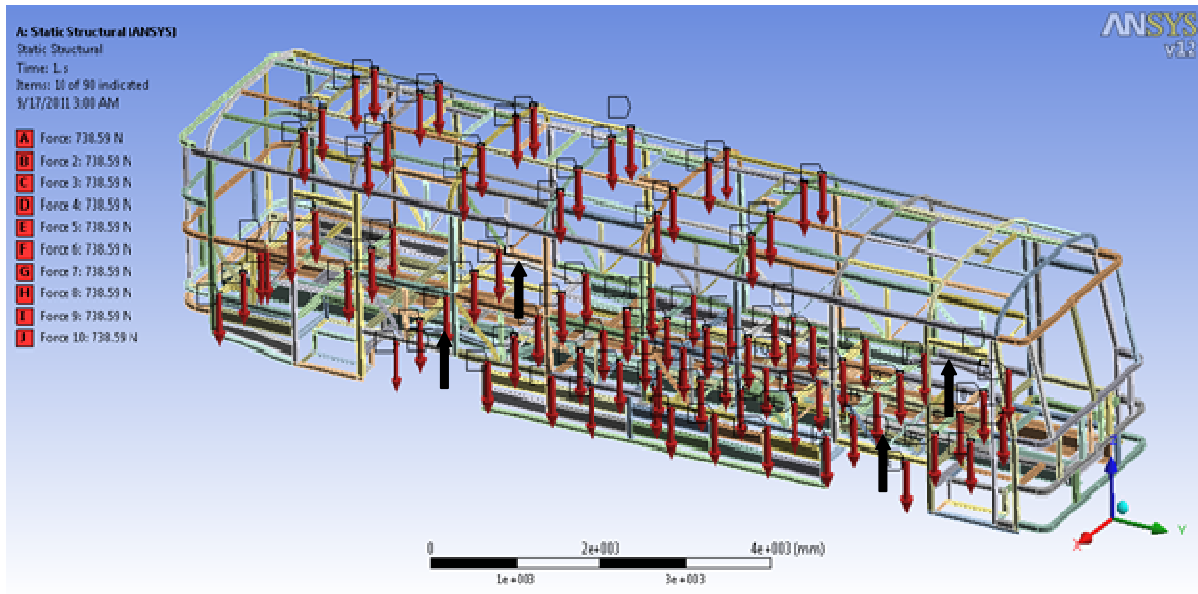 A: Static Structural (ANSYS)
Static Structural
Time: 1. s
Items: 10 of 90 indicated
9/17/2011 3:00 AM
A Force: 738.59 N
B Force 2: 738.59 N
C Force 3: 738.59 N
D Force 4: 738.59 N
E Force 5: 738.59 N
F Force 6: 738.59 N
G Force 7: 738.59 N
H Force 8: 738.59 N
I Force 9: 738.59 N
J Force 10: 738.59 N
ANSYS
v12
D
Z
Y
X
0 2e+003 4e+003 (mm)
1e+003 3e+003